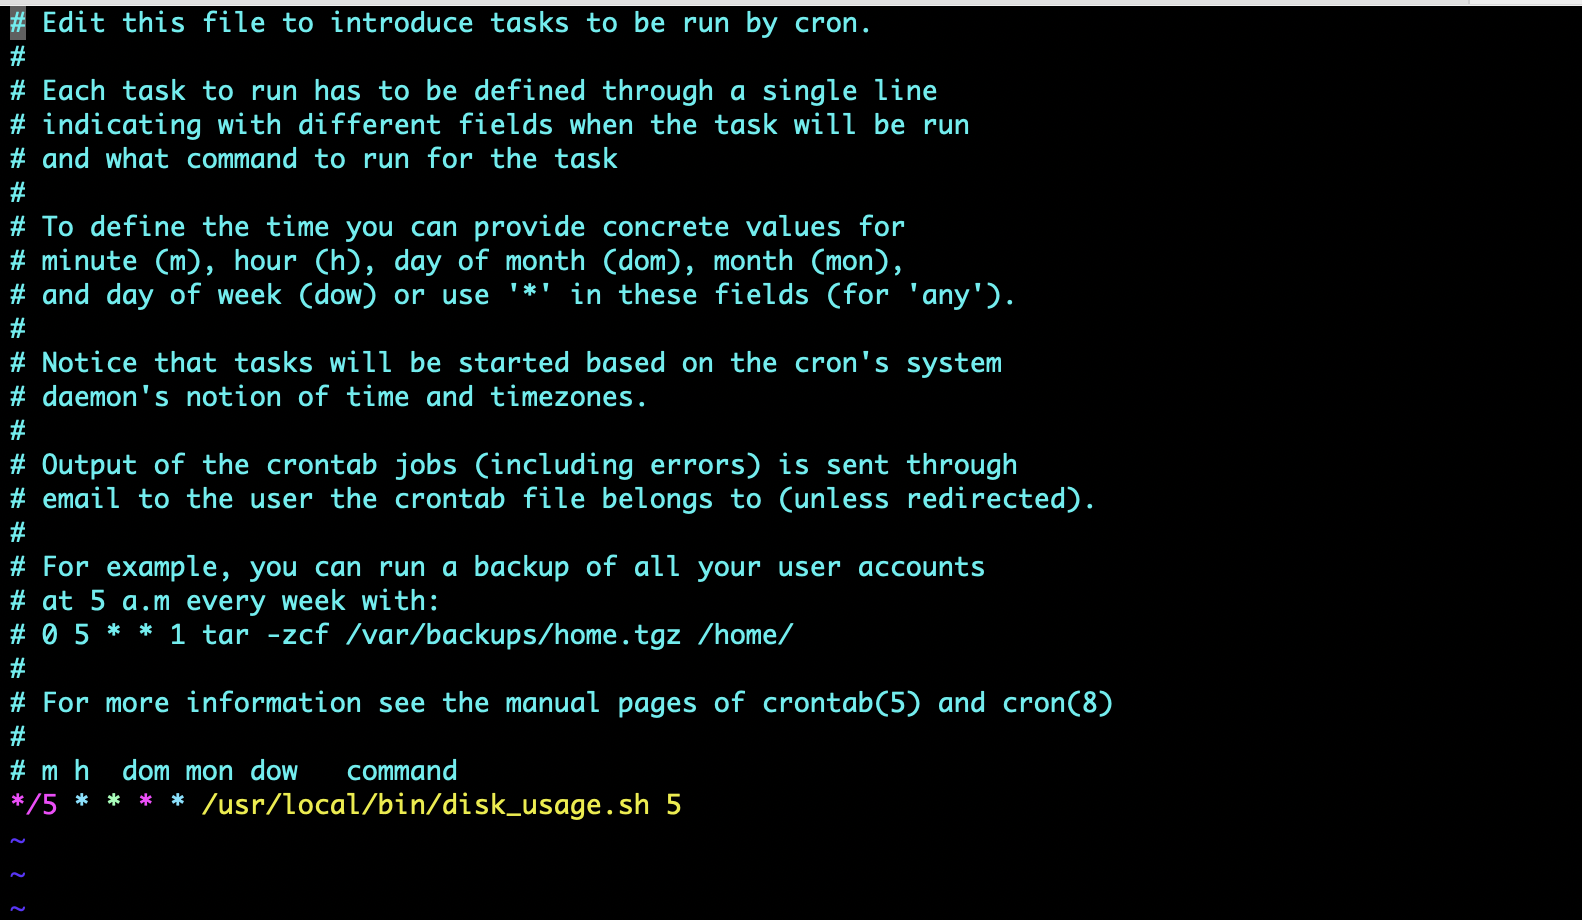 # Edit this file to introduce tasks to be run by cron.
#
# Each task to run has to be defined through a single line
# indicating with different fields when the task will be run
# and what command to run for the task
#
# To define the time you can provide concrete values for
# minute (m), hour (h), day of month (dom), month (mon),
# and day of week (dow) or use '*' in these fields (for 'any').
#
# Notice that tasks will be started based on the cron's system
# daemon's notion of time and timezones.
#
# Output of the crontab jobs (including errors) is sent through
# email to the user the crontab file belongs to (unless redirected).
#
# For example, you can run a backup of all your user accounts
# at 5 a.m every week with:
# 0 5 * * 1 tar -zcf /var/backups/home.tgz /home/
#
# For more information see the manual pages of crontab(5) and cron(8)
#
# m h  dom mon dow   command
*/5 * * * * /usr/local/bin/disk_usage.sh 5
~
~
~